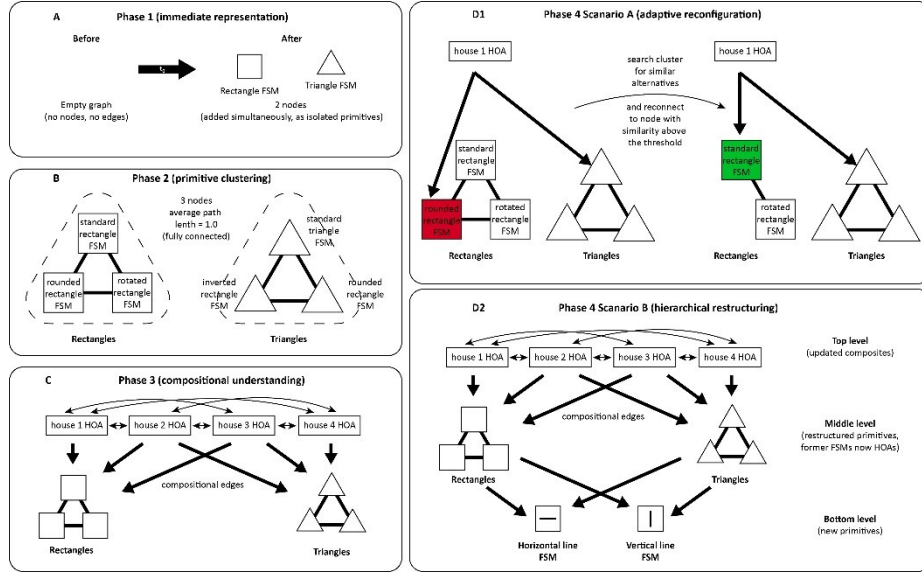 A Phase 1 (immediate representation)
Before
After
t₁
Rectangle FSM
Triangle FSM
Empty graph
(no nodes, no edges)
2 nodes
(added simultaneously, as isolated primitives)
B Phase 2 (primitive clustering)
standard
rectangle
FSM
rounded
rectangle
FSM
rotated
rectangle
FSM
Rectangles
3 nodes
average path
lenth = 1.0
(fully connected)
standard
triangle
FSM
inverted
rectangle
FSM
rounded
rectangle
FSM
Triangles
C Phase 3 (compositional understanding)
house 1 HOA
house 2 HOA
house 3 HOA
house 4 HOA
compositional edges
Rectangles
Triangles
D1 Phase 4 Scanario A (adaptive reconfiguration)
house 1 HOA
standard
rectangle
FSM
rounded
rectangle
FSM
rotated
rectangle
FSM
Rectangles
Triangles
search cluster
for similar
alternatives
and reconnect
to node with
similarity above
the threshold
house 1 HOA
standard
rectangle
FSM
rotated
rectangle
FSM
Rectangles
Triangles
D2 Phase 4 Scanario B (hierarchical restructuring)
house 1 HOA
house 2 HOA
house 3 HOA
house 4 HOA
Top level
(updated composites)
compositional edges
Middle level
(restructured primitives,
former FSMs now HOAs)
Rectangles
Triangles
Horizontal line
FSM
Vertical line
FSM
Bottom level
(new primitives)